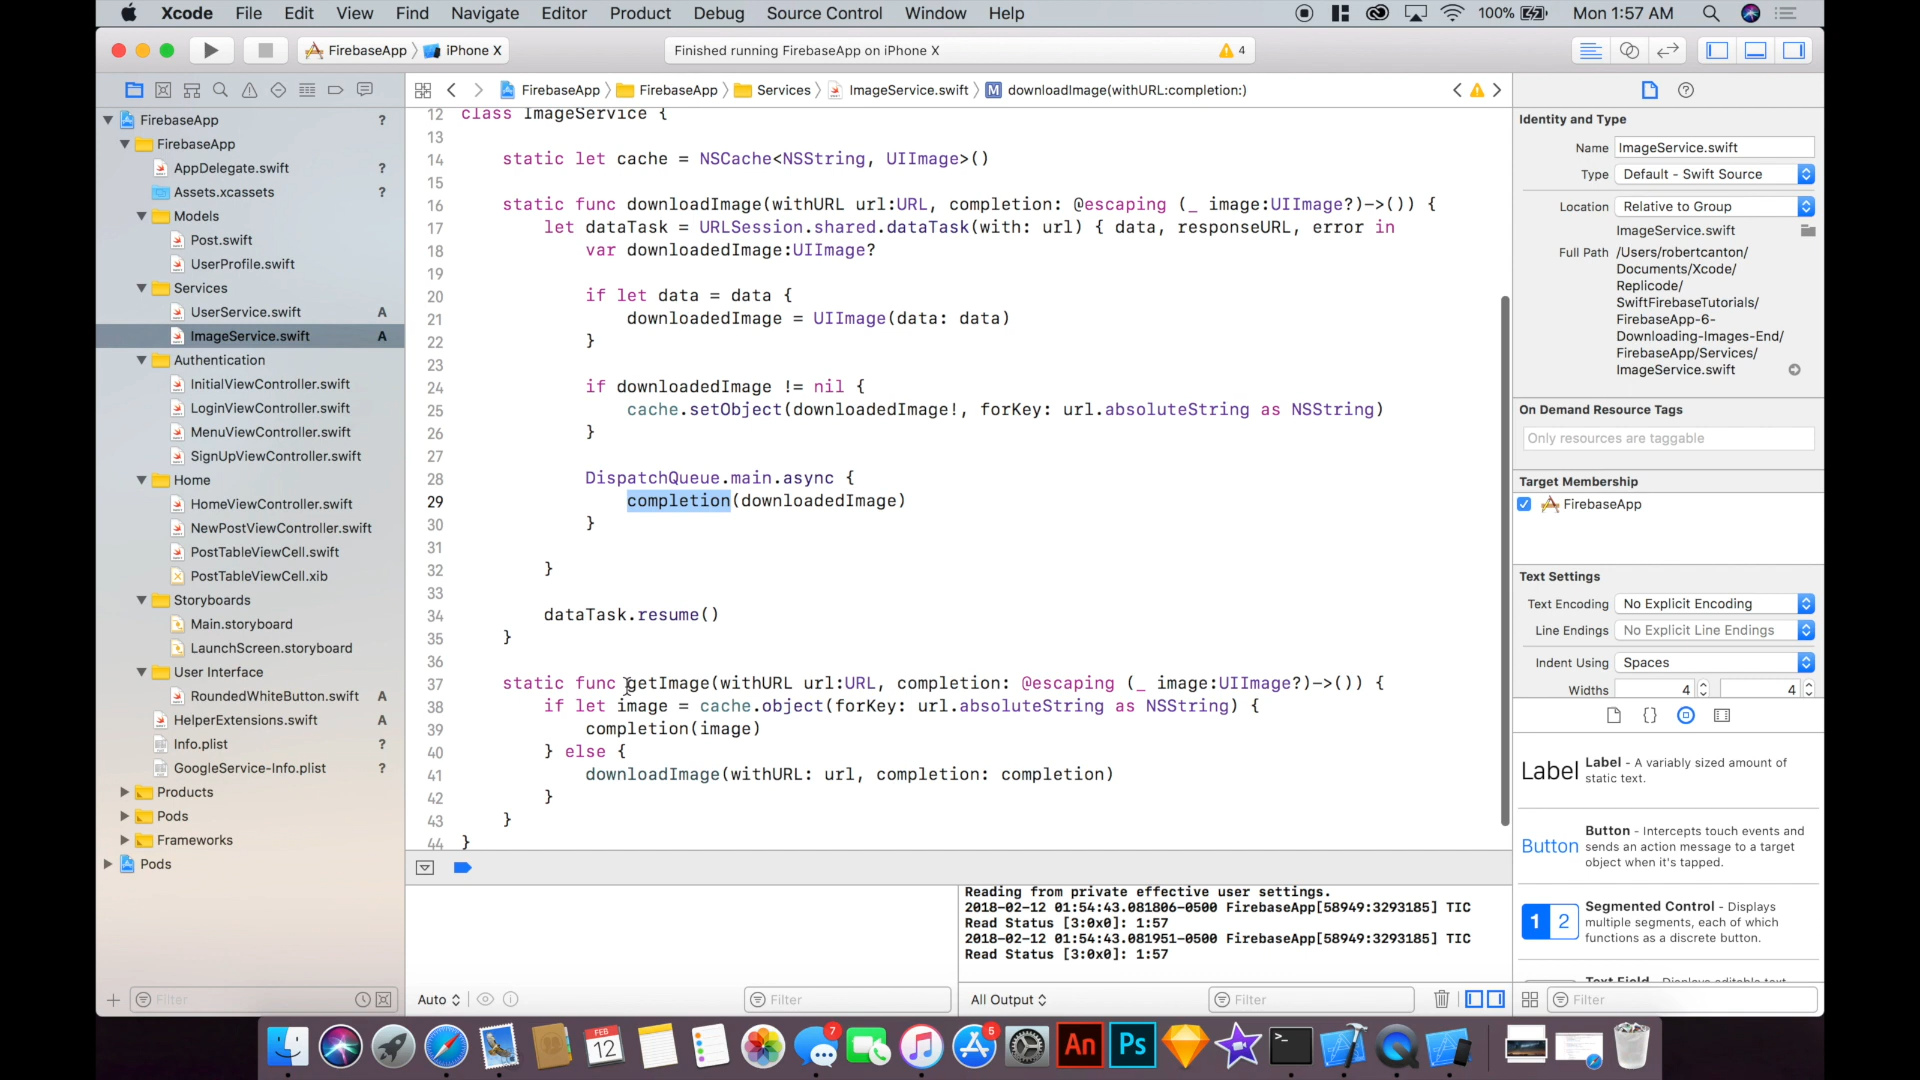 Xcode File Edit View Find Navigate Editor Product Debug Source Control Window Help 100% Mon 1:57 AM
FirebaseApp iPhone X Finished running FirebaseApp on iPhone X 4
FirebaseApp FirebaseApp Services ImageService.swift M downloadImage(withURL:completion:)
FirebaseApp ?
FirebaseApp
AppDelegate.swift ?
Assets.xcassets ?
Models
Post.swift
UserProfile.swift
Services
UserService.swift A
ImageService.swift A
Authentication
InitialViewController.swift
LoginViewController.swift
MenuViewController.swift
SignUpViewController.swift
Home
HomeViewController.swift
NewPostViewController.swift
PostTableViewCell.swift
PostTableViewCell.xib
Storyboards
Main.storyboard
LaunchScreen.storyboard
User Interface
RoundedWhiteButton.swift A
HelperExtensions.swift A
Info.plist ?
GoogleService-Info.plist ?
Products
Pods
Frameworks
Pods
Filter
12 class ImageService {
13
14 static let cache = NSCache<NSString, UIImage>()
15
16 static func downloadImage(withURL url:URL, completion: @escaping (_ image:UIImage?)->()) {
17 let dataTask = URLSession.shared.dataTask(with: url) { data, responseURL, error in
18 var downloadedImage:UIImage?
19
20 if let data = data {
21 downloadedImage = UIImage(data: data)
22 }
23
24 if downloadedImage != nil {
25 cache.setObject(downloadedImage!, forKey: url.absoluteString as NSString)
26 }
27
28 DispatchQueue.main.async {
29 completion(downloadedImage)
30 }
31
32 }
33
34 dataTask.resume()
35 }
36
37 static func getImage(withURL url:URL, completion: @escaping (_ image:UIImage?)->()) {
38 if let image = cache.object(forKey: url.absoluteString as NSString) {
39 completion(image)
40 } else {
41 downloadImage(withURL: url, completion: completion)
42 }
43 }
44 }
Auto Filter
Reading from private effective user settings.
2018-02-12 01:54:43.081806-0500 FirebaseApp[58949:3293185] TIC
Read Status [3:0x0]: 1:57
2018-02-12 01:54:43.081951-0500 FirebaseApp[58949:3293185] TIC
Read Status [3:0x0]: 1:57
All Output Filter
Identity and Type
Name ImageService.swift
Type Default - Swift Source
Location Relative to Group
ImageService.swift
Full Path /Users/robertcanton/
Documents/Xcode/
Replicode/
SwiftFirebaseTutorials/
FirebaseApp-6-
Downloading-Images-End/
FirebaseApp/Services/
ImageService.swift
On Demand Resource Tags
Only resources are taggable
Target Membership
FirebaseApp
Text Settings
Text Encoding No Explicit Encoding
Line Endings No Explicit Line Endings
Indent Using Spaces
Widths 4 4
Label Label - A variably sized amount of
static text.
Button Button - Intercepts touch events and
sends an action message to a target
object when it's tapped.
1 2 Segmented Control - Displays
multiple segments, each of which
functions as a discrete button.
Text Field - Displays editable text
Filter
FEB
12 7 5 An Ps